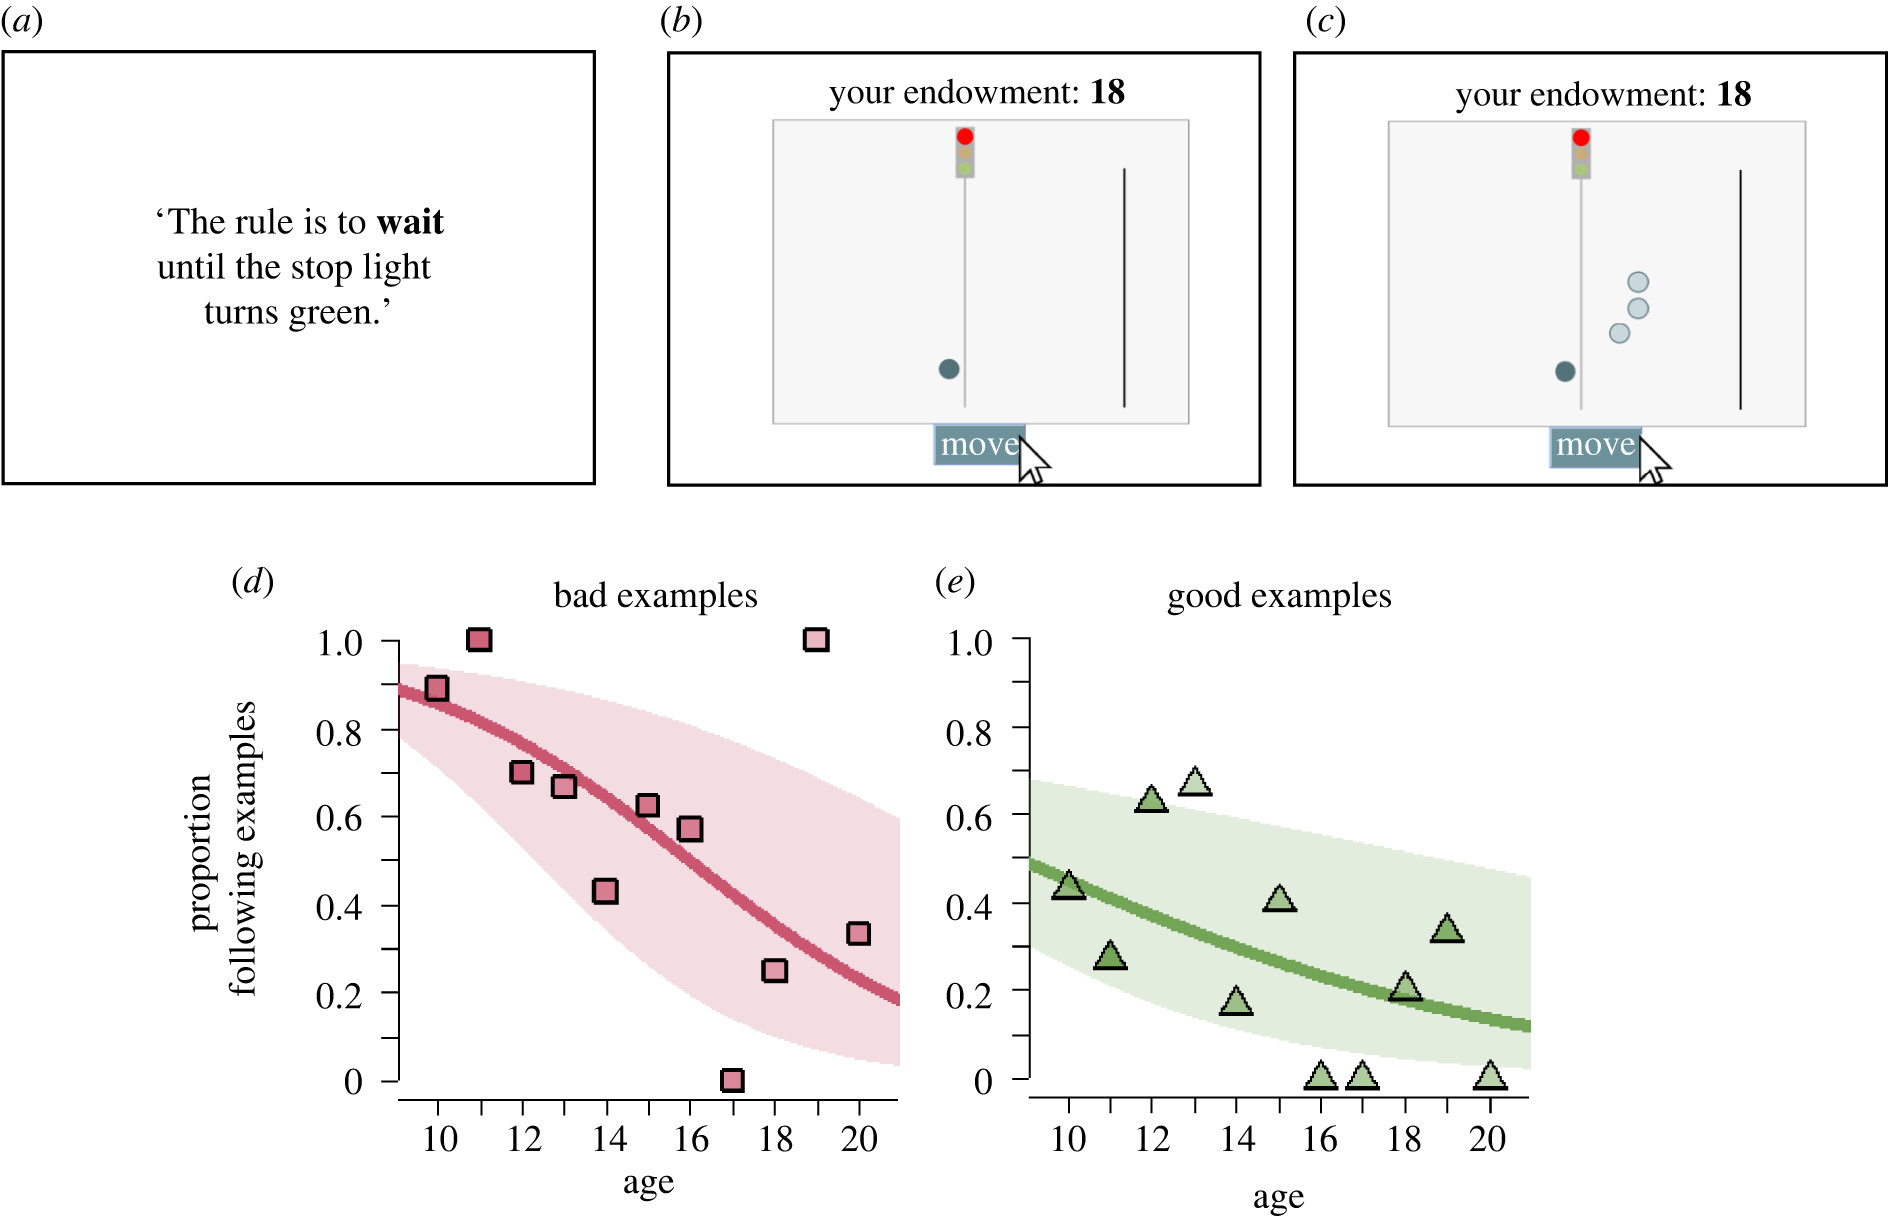 (a)
‘The rule is to wait
until the stop light
turns green.’
(b)
your endowment: 18
move
(c)
your endowment: 18
move
(d)
bad examples
proportion
following examples
1.0
0.8
0.6
0.4
0.2
0
10 12 14 16 18 20
age
(e)
good examples
1.0
0.8
0.6
0.4
0.2
0
10 12 14 16 18 20
age